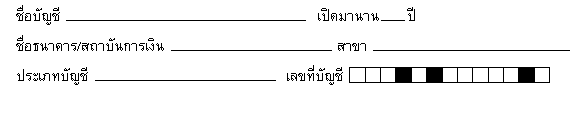 ชื่อบัญชี เปิดมานาน ปี
ชื่อธนาคาร/สถาบันการเงิน สาขา
ประเภทบัญชี เลขที่บัญชี